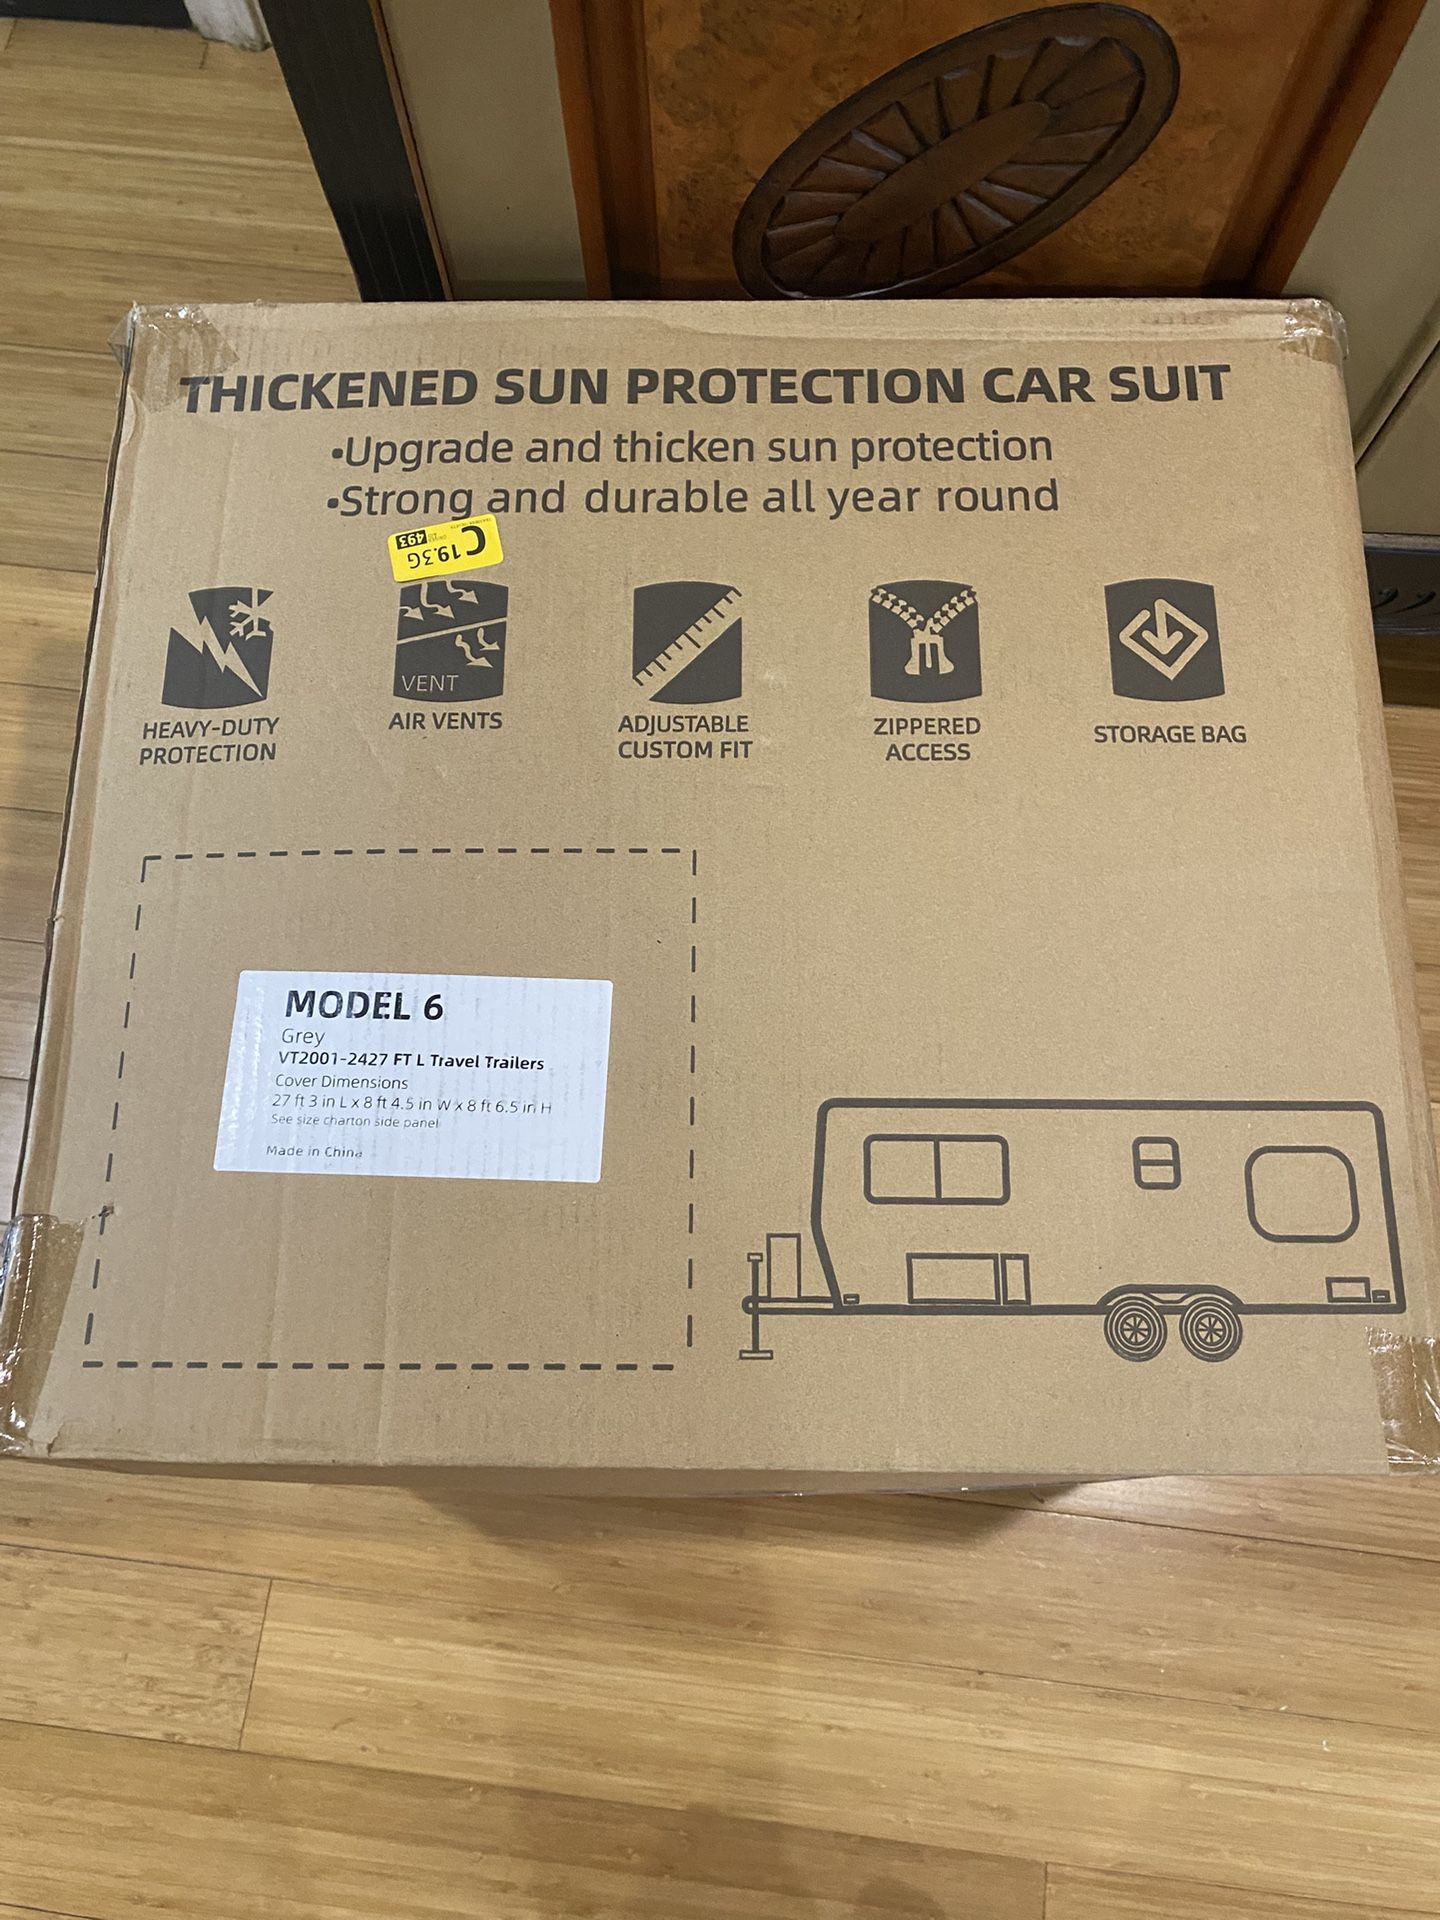 THICKENED SUN PROTECTION CAR SUIT
•Upgrade and thicken sun protection
•Strong and durable all year round
C 19.3G
493
VENT
HEAVY-DUTY
PROTECTION
AIR VENTS
ADJUSTABLE
CUSTOM FIT
ZIPPERED
ACCESS
STORAGE BAG
MODEL 6
Grey
VT2001-2427 FT L Travel Trailers
Cover Dimensions
27 ft 3 in L x 8 ft 4.5 in W x 8 ft 6.5 in H
See size charton side panel
Made in China